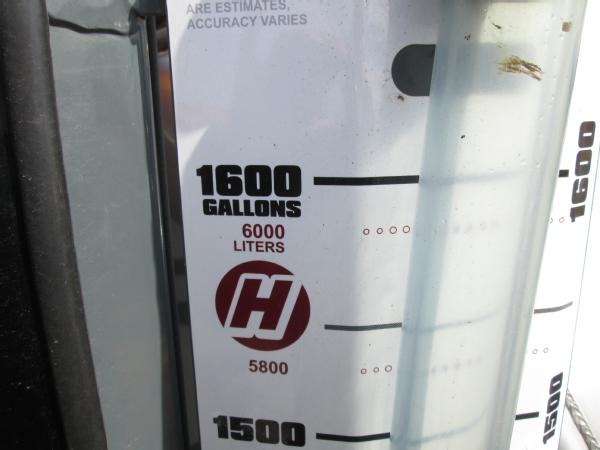 ARE ESTIMATES,
ACCURACY VARIES
1600
GALLONS
6000
LITERS
H
5800
1500
1600
1500